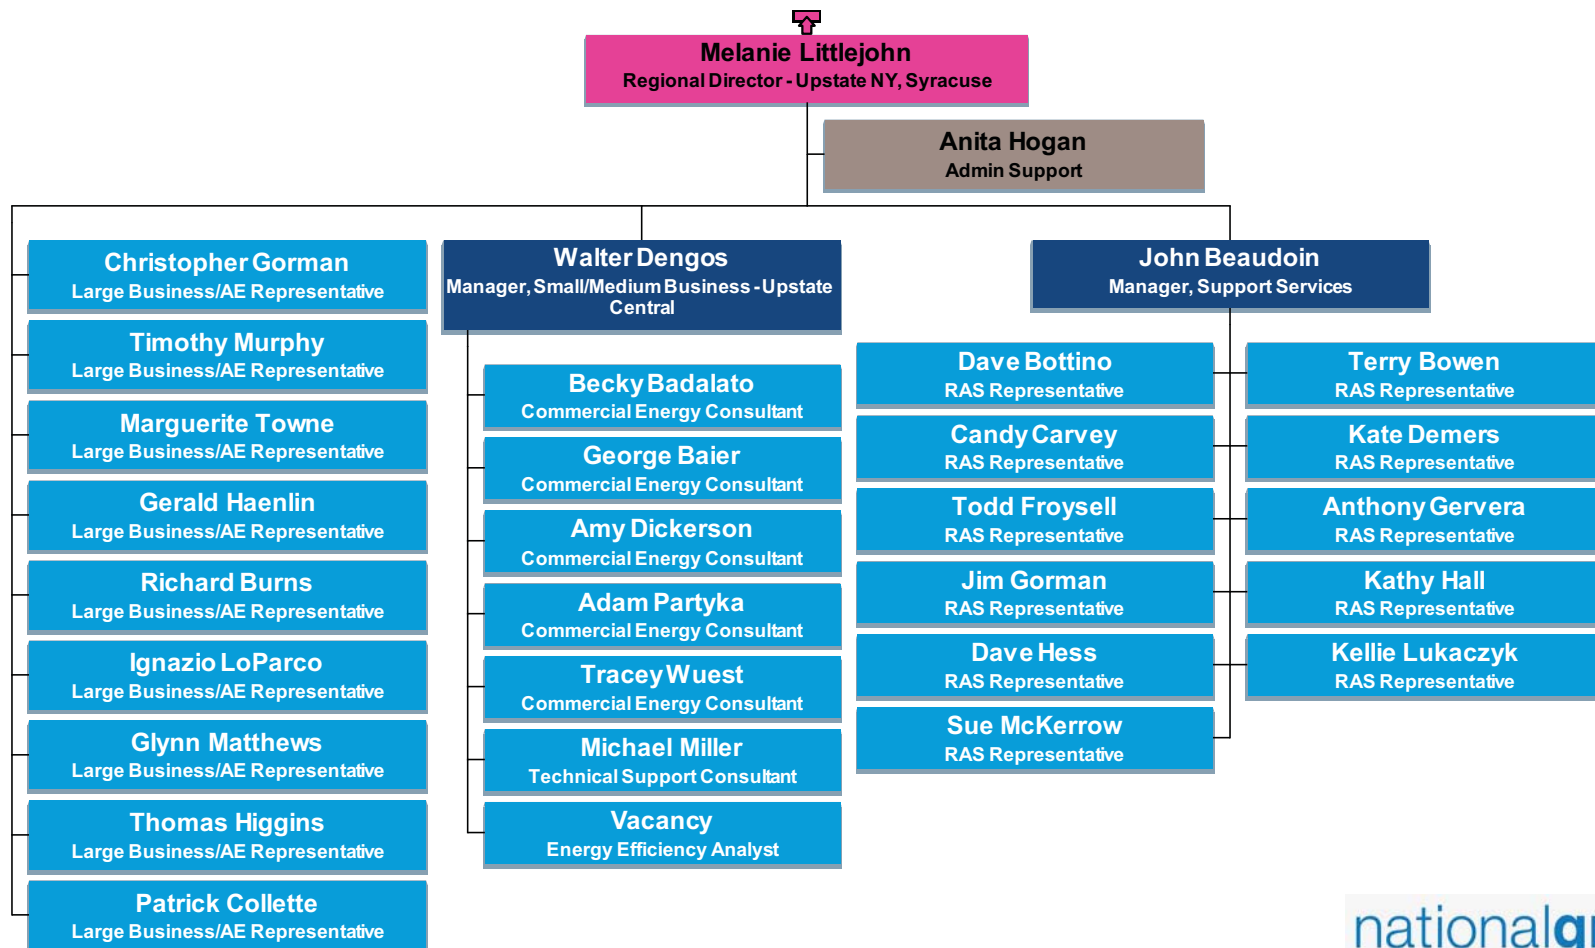 Melanie Littlejohn
Regional Director - Upstate NY, Syracuse
Anita Hogan
Admin Support
Christopher Gorman
Large Business/AE Representative
Timothy Murphy
Large Business/AE Representative
Marguerite Towne
Large Business/AE Representative
Gerald Haenlin
Large Business/AE Representative
Richard Burns
Large Business/AE Representative
Ignazio LoParco
Large Business/AE Representative
Glynn Matthews
Large Business/AE Representative
Thomas Higgins
Large Business/AE Representative
Patrick Collette
Large Business/AE Representative
Walter Dengos
Manager, Small/Medium Business - Upstate
Central
Becky Badalato
Commercial Energy Consultant
George Baier
Commercial Energy Consultant
Amy Dickerson
Commercial Energy Consultant
Adam Partyka
Commercial Energy Consultant
Tracey Wuest
Commercial Energy Consultant
Michael Miller
Technical Support Consultant
Vacancy
Energy Efficiency Analyst
John Beaudoin
Manager, Support Services
Dave Bottino
RAS Representative
Candy Carvey
RAS Representative
Todd Froysell
RAS Representative
Jim Gorman
RAS Representative
Dave Hess
RAS Representative
Sue McKerrow
RAS Representative
Terry Bowen
RAS Representative
Kate Demers
RAS Representative
Anthony Gervera
RAS Representative
Kathy Hall
RAS Representative
Kellie Lukaczyk
RAS Representative